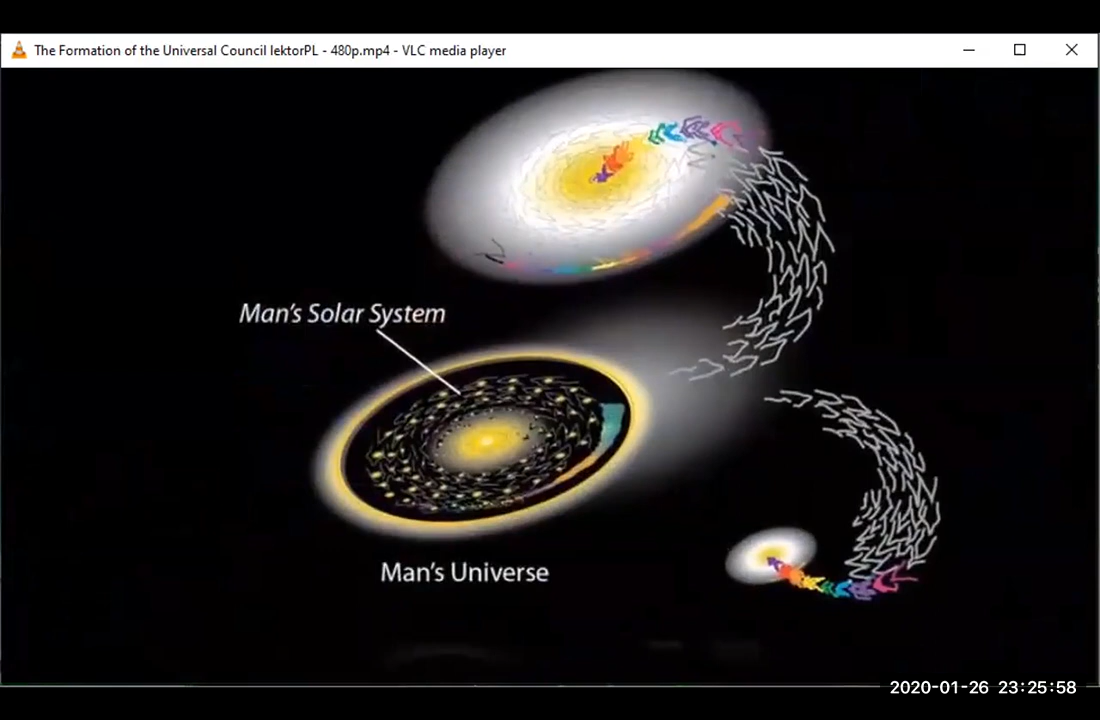 The Formation of the Universal Council lektorPL - 480p.mp4 - VLC media player
Man's Solar System
Man's Universe
2020-01-26 23:25:58